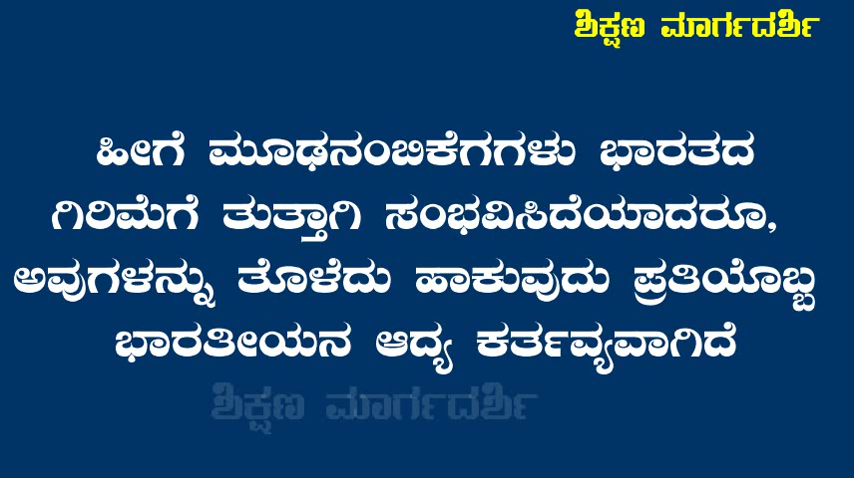 ಶಿಕ್ಷಣ ಮಾರ್ಗದರ್ಶಿ
ಹೀಗೆ ಮೂಢನಂಬಿಕೆಗಗಳು ಭಾರತದ
ಗಿರಿಮೆಗೆ ತುತ್ತಾಗಿ ಸಂಭವಿಸಿದೆಯಾದರೂ,
ಅವುಗಳನ್ನು ತೊಳೆದು ಹಾಕುವುದು ಪ್ರತಿಯೊಬ್ಬ
ಭಾರತೀಯನ ಆದ್ಯ ಕರ್ತವ್ಯವಾಗಿದೆ
ಶಿಕ್ಷಣ ಮಾರ್ಗದರ್ಶಿ